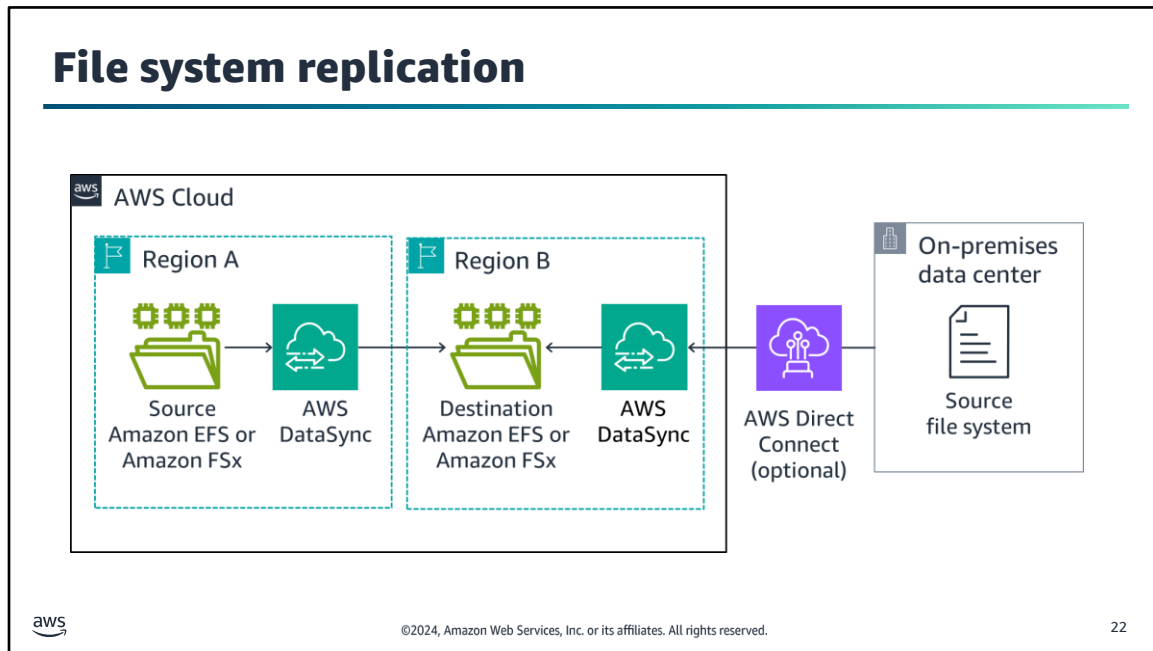 File system replication
aws
AWS Cloud
Region A
Source
Amazon EFS or
Amazon FSx
AWS
DataSync
Region B
Destination
Amazon EFS or
Amazon FSx
AWS
DataSync
AWS Direct
Connect
(optional)
On-premises
data center
Source
file system
aws
©2024, Amazon Web Services, Inc. or its affiliates. All rights reserved.
22